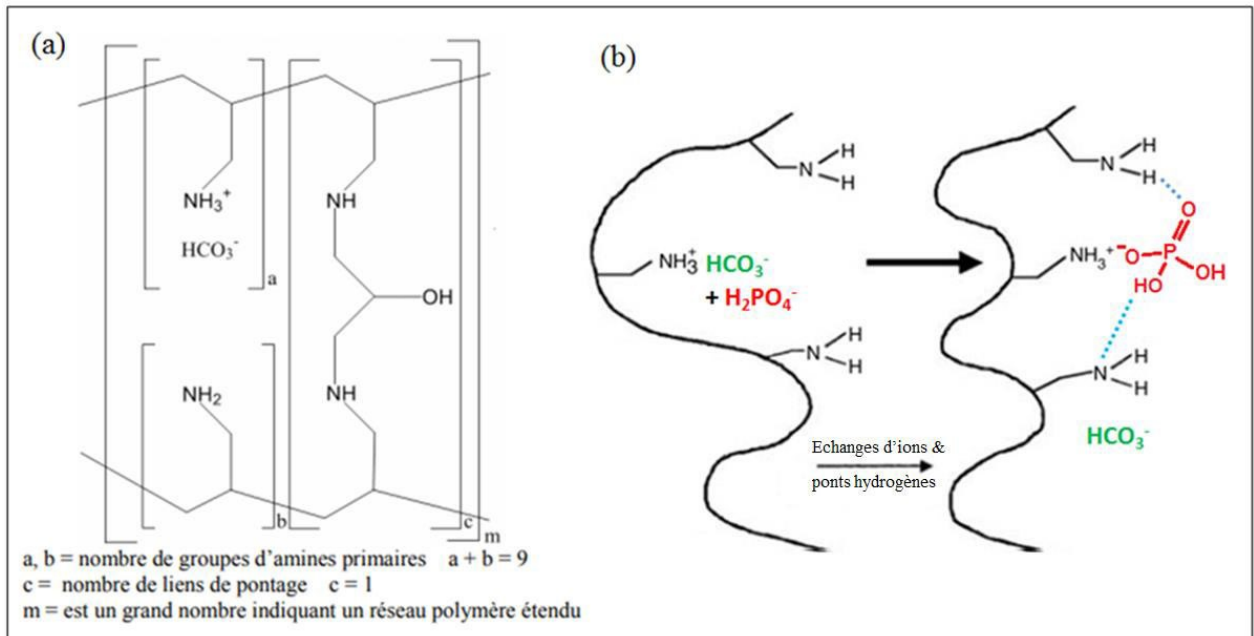 (a)
NH₃⁺
HCO₃⁻
a
NH
OH
NH₂
b
NH
c
m
a, b = nombre de groupes d'amines primaires a + b = 9
c = nombre de liens de pontage c = 1
m = est un grand nombre indiquant un réseau polymère étendu
(b)
H
N
H
NH₃⁺ HCO₃⁻
+ H₂PO₄⁻
H
N
H
Echanges d'ions &
ponts hydrogènes
H
N
H
O
NH₃⁺ ⁻O
P
HO
OH
H
N
H
HCO₃⁻